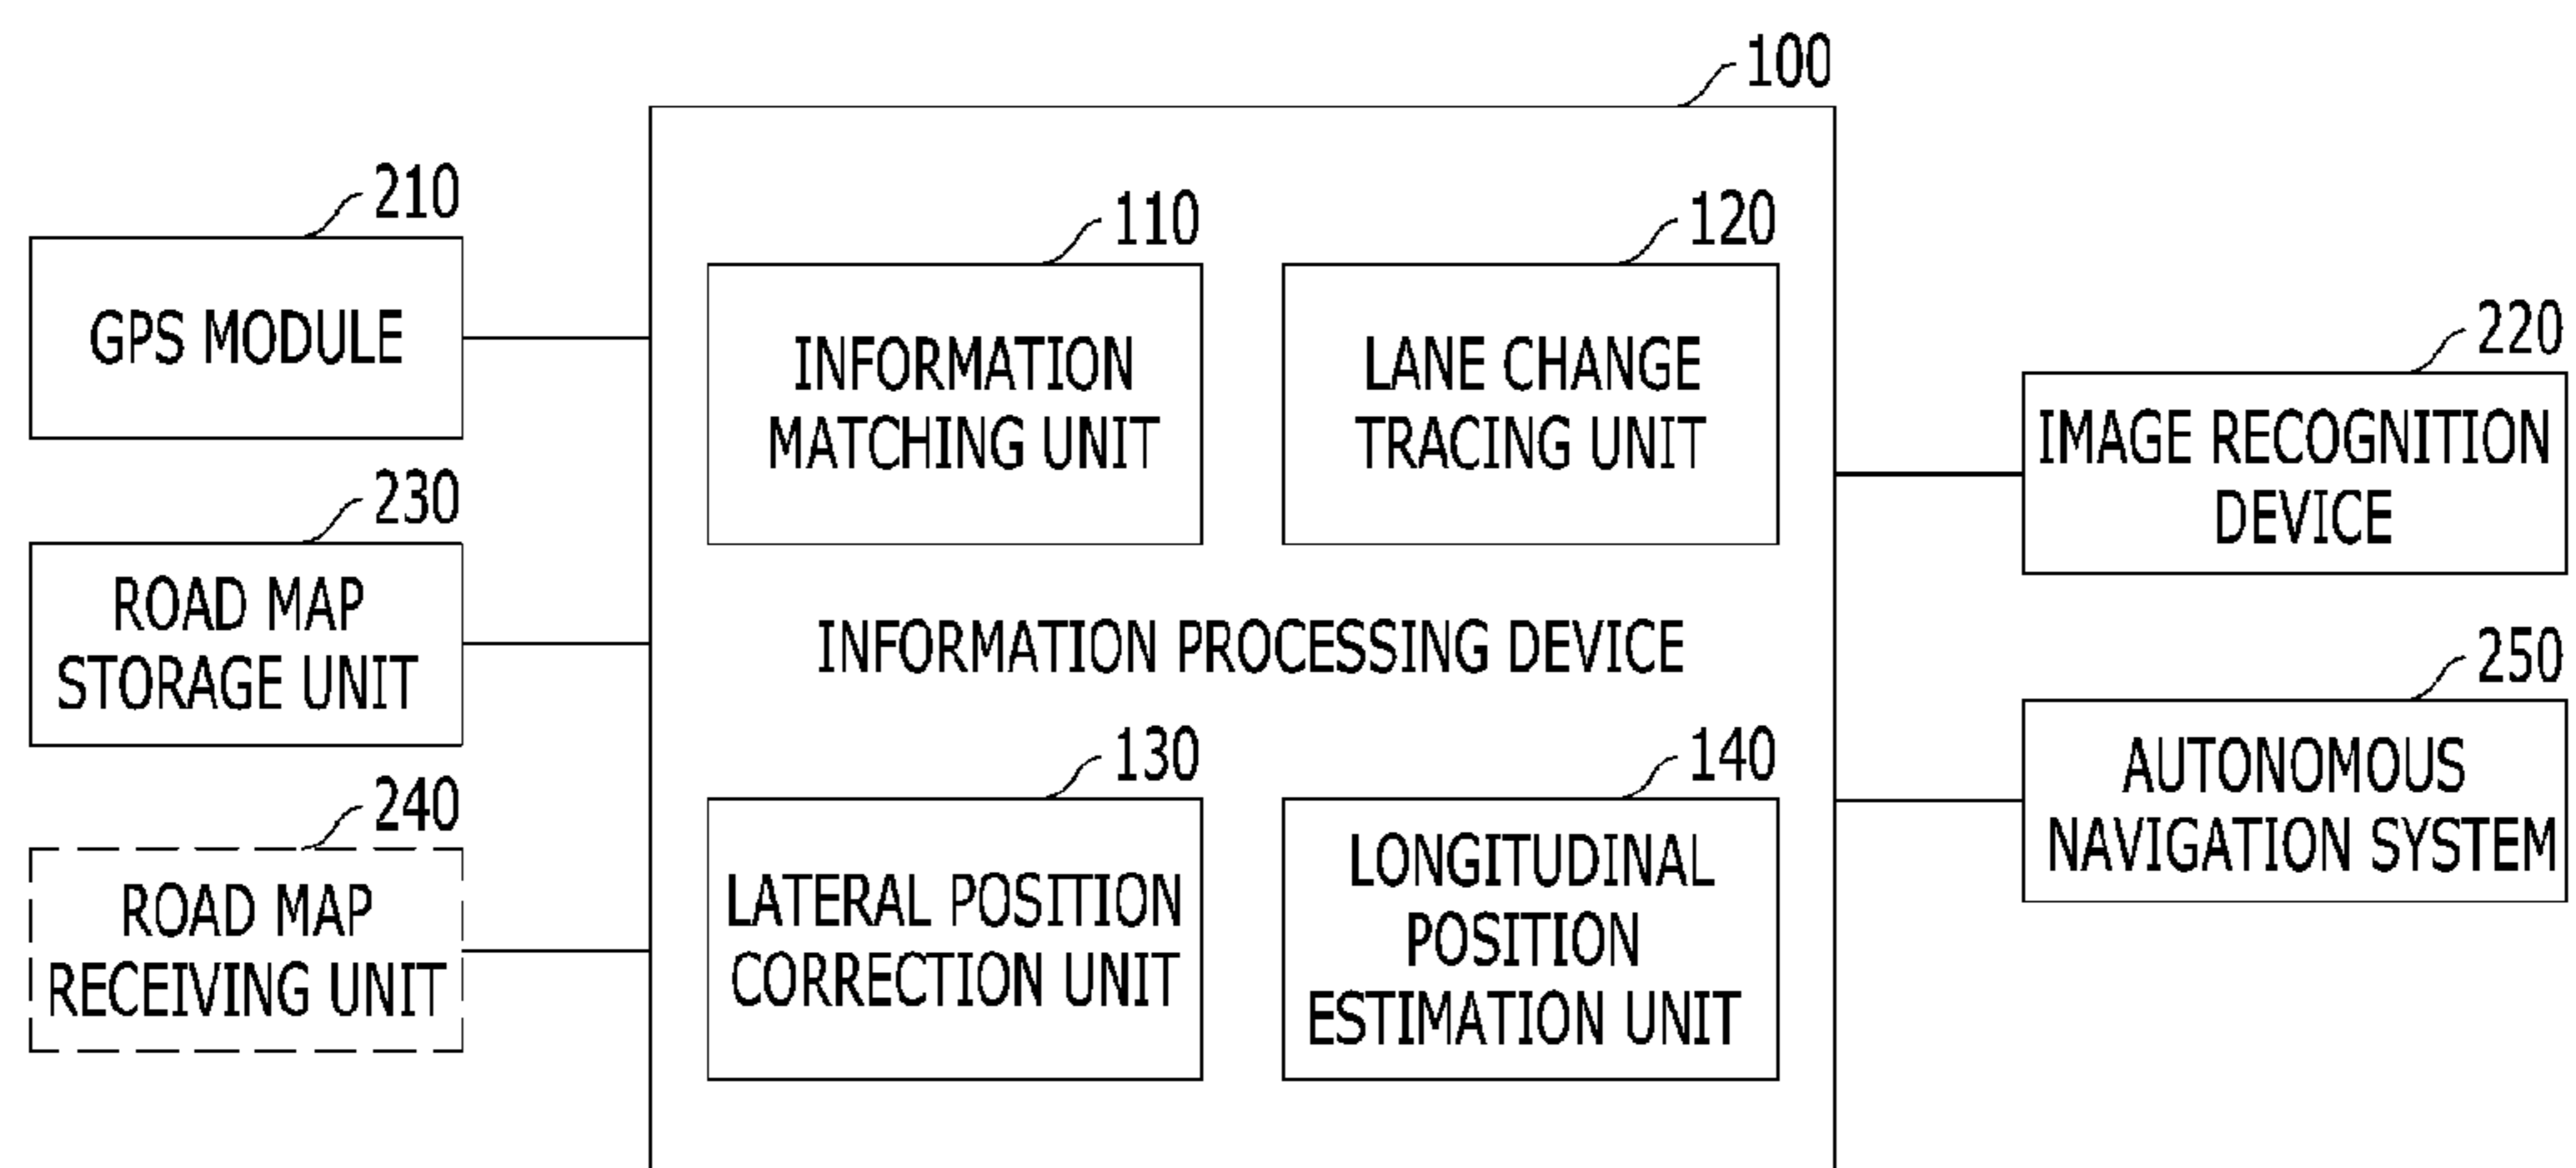 100
210
GPS MODULE
230
ROAD MAP
STORAGE UNIT
240
ROAD MAP
RECEIVING UNIT
110
INFORMATION
MATCHING UNIT
120
LANE CHANGE
TRACING UNIT
INFORMATION PROCESSING DEVICE
130
LATERAL POSITION
CORRECTION UNIT
140
LONGITUDINAL
POSITION
ESTIMATION UNIT
220
IMAGE RECOGNITION
DEVICE
250
AUTONOMOUS
NAVIGATION SYSTEM